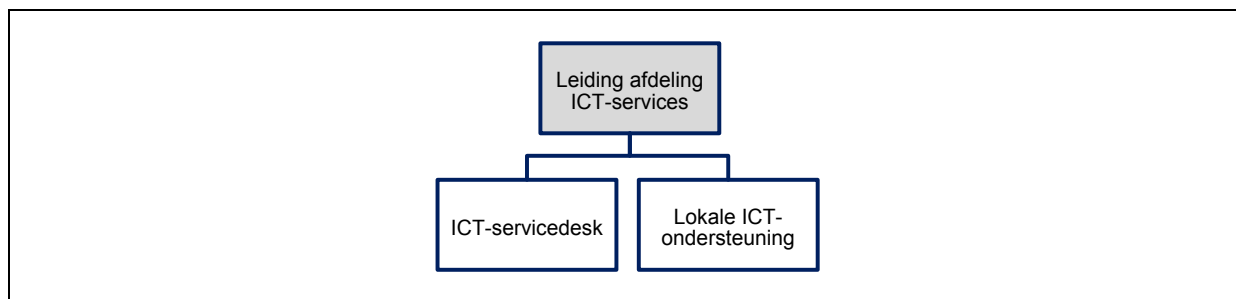 Leiding afdeling
ICT-services
ICT-servicedesk
Lokale ICT-
ondersteuning